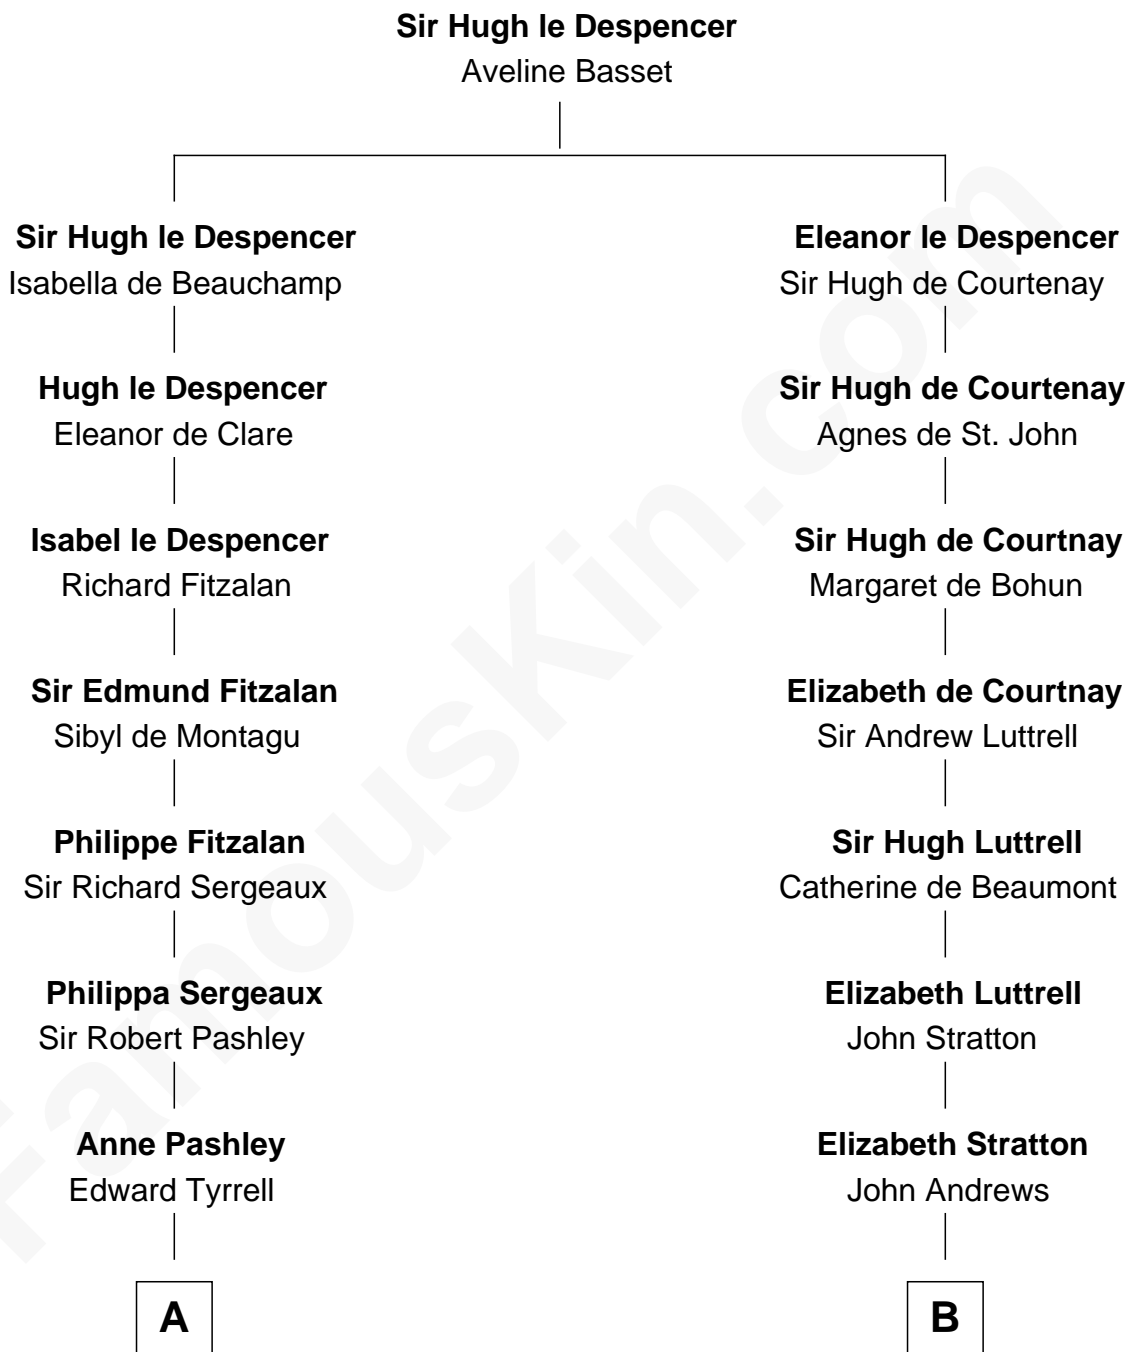 Sir Hugh le Despencer
Aveline Basset
Sir Hugh le Despencer
Isabella de Beauchamp
Hugh le Despencer
Eleanor de Clare
Isabel le Despencer
Richard Fitzalan
Sir Edmund Fitzalan
Sibyl de Montagu
Philippe Fitzalan
Sir Richard Sergeaux
Philippa Sergeaux
Sir Robert Pashley
Anne Pashley
Edward Tyrrell
A
Eleanor le Despencer
Sir Hugh de Courtenay
Sir Hugh de Courtenay
Agnes de St. John
Sir Hugh de Courtnay
Margaret de Bohun
Elizabeth de Courtnay
Sir Andrew Luttrell
Sir Hugh Luttrell
Catherine de Beaumont
Elizabeth Luttrell
John Stratton
Elizabeth Stratton
John Andrews
B
FamousKin.com